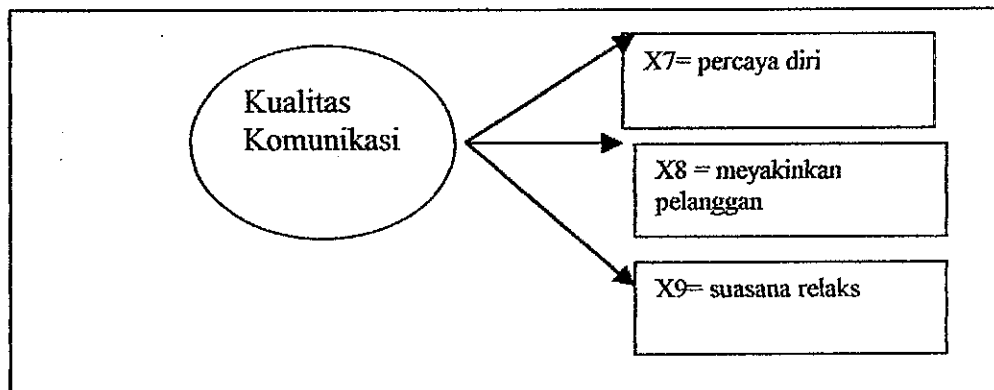 Kualitas
Komunikasi
X7= percaya diri
X8 = meyakinkan
pelanggan
X9= suasana relaks